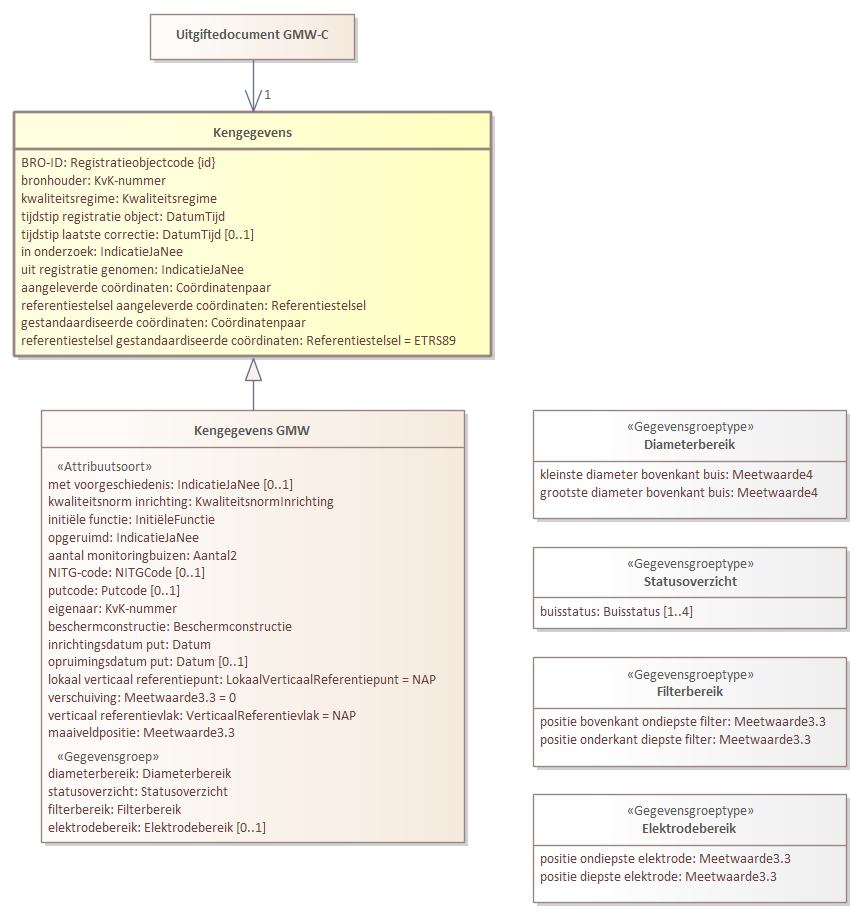 Uitgiftedocument GMW-C
1
Kengegevens
BRO-ID: Registratieobjectcode {id}
bronhouder: KvK-nummer
kwaliteitsregime: Kwaliteitsregime
tijdstip registratie object: DatumTijd
tijdstip laatste correctie: DatumTijd [0..1]
in onderzoek: IndicatieJaNee
uit registratie genomen: IndicatieJaNee
aangeleverde coördinaten: Coördinatenpaar
referentiestelsel aangeleverde coördinaten: Referentiestelsel
gestandaardiseerde coördinaten: Coördinatenpaar
referentiestelsel gestandaardiseerde coördinaten: Referentiestelsel = ETRS89
Kengegevens GMW
«Attribuutsoort»
met voorgeschiedenis: IndicatieJaNee [0..1]
kwaliteitsnorm inrichting: KwaliteitsnormInrichting
initiële functie: InitiëleFunctie
opgeruimd: IndicatieJaNee
aantal monitoringbuizen: Aantal2
NITG-code: NITGCode [0..1]
putcode: Putcode [0..1]
eigenaar: KvK-nummer
beschermconstructie: Beschermconstructie
inrichtingsdatum put: Datum
opruimingsdatum put: Datum [0..1]
lokaal verticaal referentiepunt: LokaalVerticaalReferentiepunt = NAP
verschuiving: Meetwaarde3.3 = 0
verticaal referentievlak: VerticaalReferentievlak = NAP
maaiveldpositie: Meetwaarde3.3
«Gegevensgroep»
diameterbereik: Diameterbereik
statusoverzicht: Statusoverzicht
filterbereik: Filterbereik
elektrodebereik: Elektrodebereik [0..1]
«Gegevensgroeptype»
Diameterbereik
kleinste diameter bovenkant buis: Meetwaarde4
grootste diameter bovenkant buis: Meetwaarde4
«Gegevensgroeptype»
Statusoverzicht
buisstatus: Buisstatus [1..4]
«Gegevensgroeptype»
Filterbereik
positie bovenkant ondiepste filter: Meetwaarde3.3
positie onderkant diepste filter: Meetwaarde3.3
«Gegevensgroeptype»
Elektrodebereik
positie ondiepste elektrode: Meetwaarde3.3
positie diepste elektrode: Meetwaarde3.3